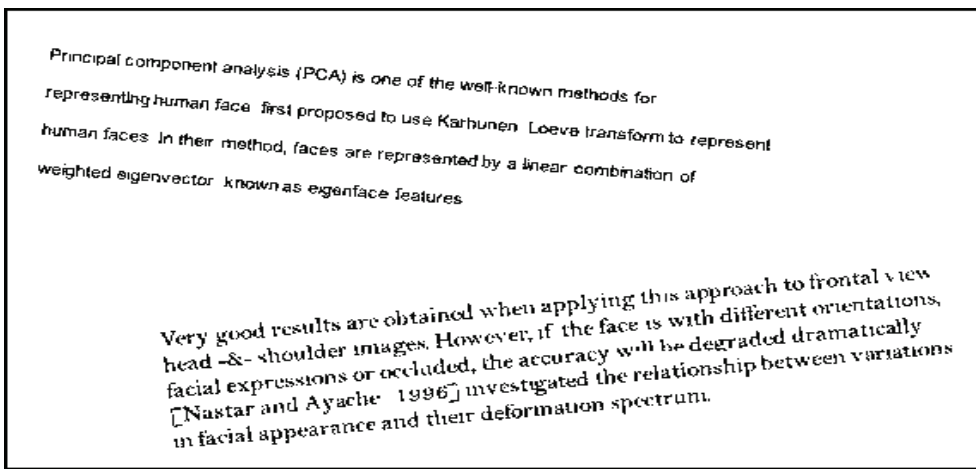 Principal component analysis (PCA) is one of the well-known methods for
representing human face first proposed to use Karhunen Loeve transform to represent
human faces In their method, faces are represented by a linear combination of
weighted eigenvector known as eigenface features
Very good results are obtained when applying this approach to frontal view
head -&- shoulder images. However, if the face is with different orientations,
facial expressions or occluded, the accuracy will be degraded dramatically
[Nastar and Ayache 1996] investigated the relationship between variations
in facial appearance and their deformation spectrum.